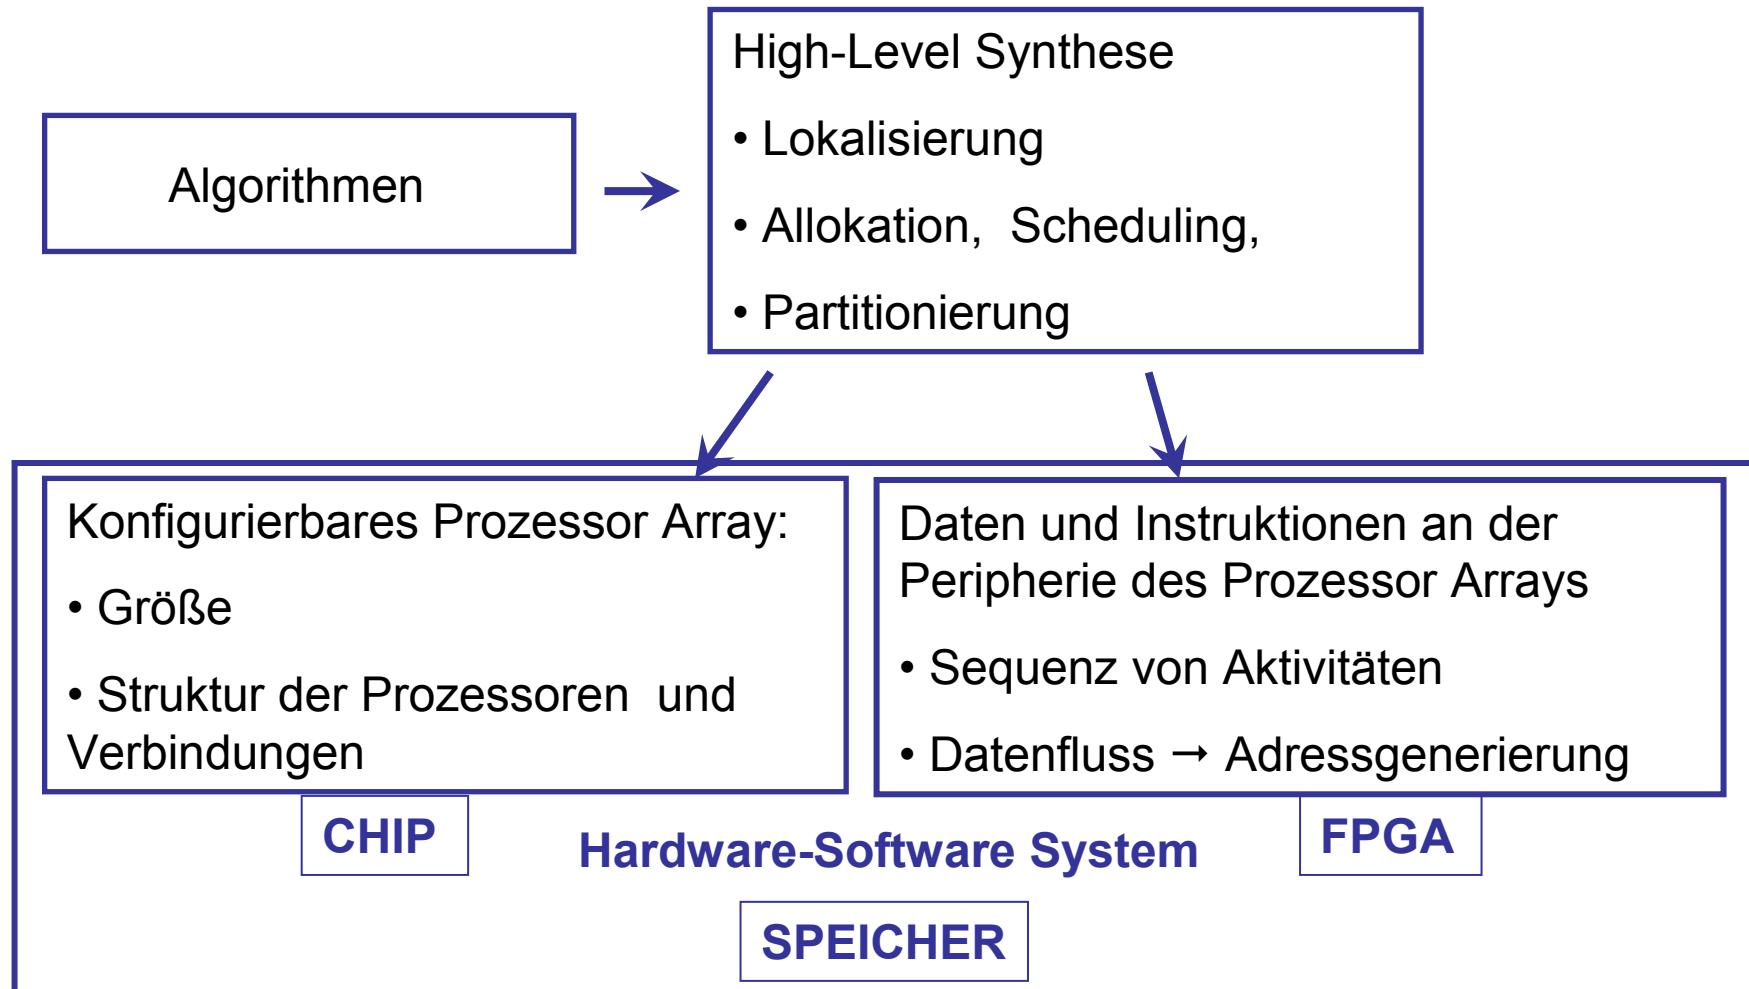 High-Level Synthese
• Lokalisierung
Algorithmen
• Allokation, Scheduling,
• Partitionierung
Konfigurierbares Prozessor Array:
• Größe
• Struktur der Prozessoren und
Verbindungen
Daten und Instruktionen an der
Peripherie des Prozessor Arrays
• Sequenz von Aktivitäten
• Datenfluss → Adressgenerierung
CHIP
Hardware-Software System
FPGA
SPEICHER